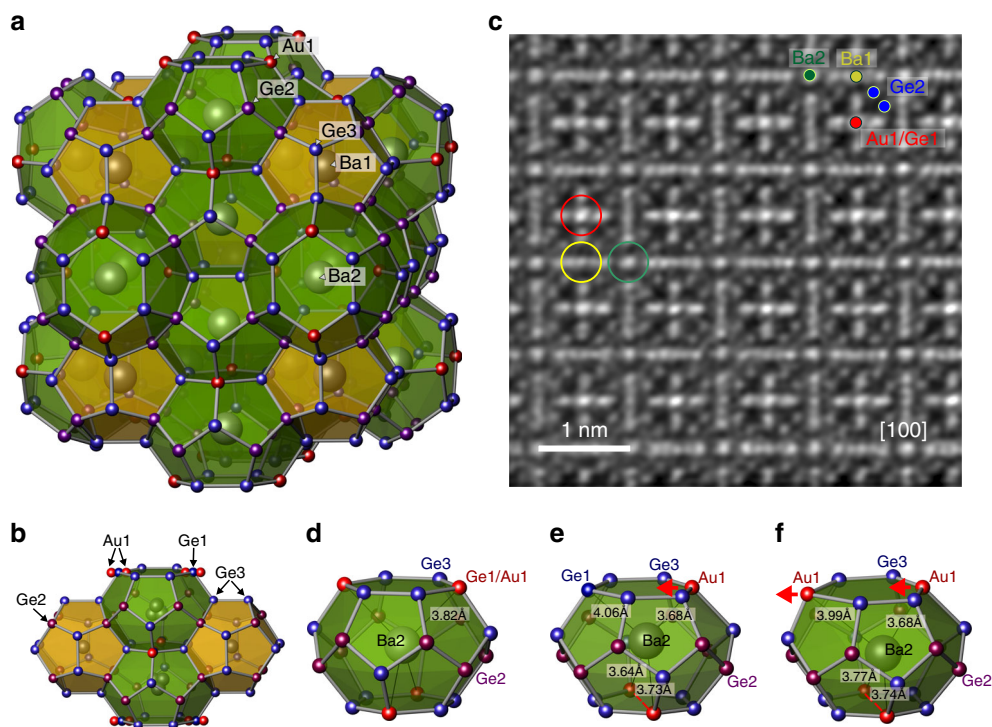 a
Au1
Ge2
Ge3
Ba1
Ba2
c
Ba2
Ba1
Ge2
Au1/Ge1
1 nm
[100]
b
Au1
Ge1
Ge2
Ge3
d
Ge3
Ge1/Au1
3.82Å
Ba2
Ge2
e
Ge3
Ge1
Au1
4.06Å
3.68Å
Ba2
3.64Å
3.73Å
Ge2
f
Ge3
Au1
Au1
3.99Å
3.68Å
Ba2
3.77Å
3.74Å
Ge2